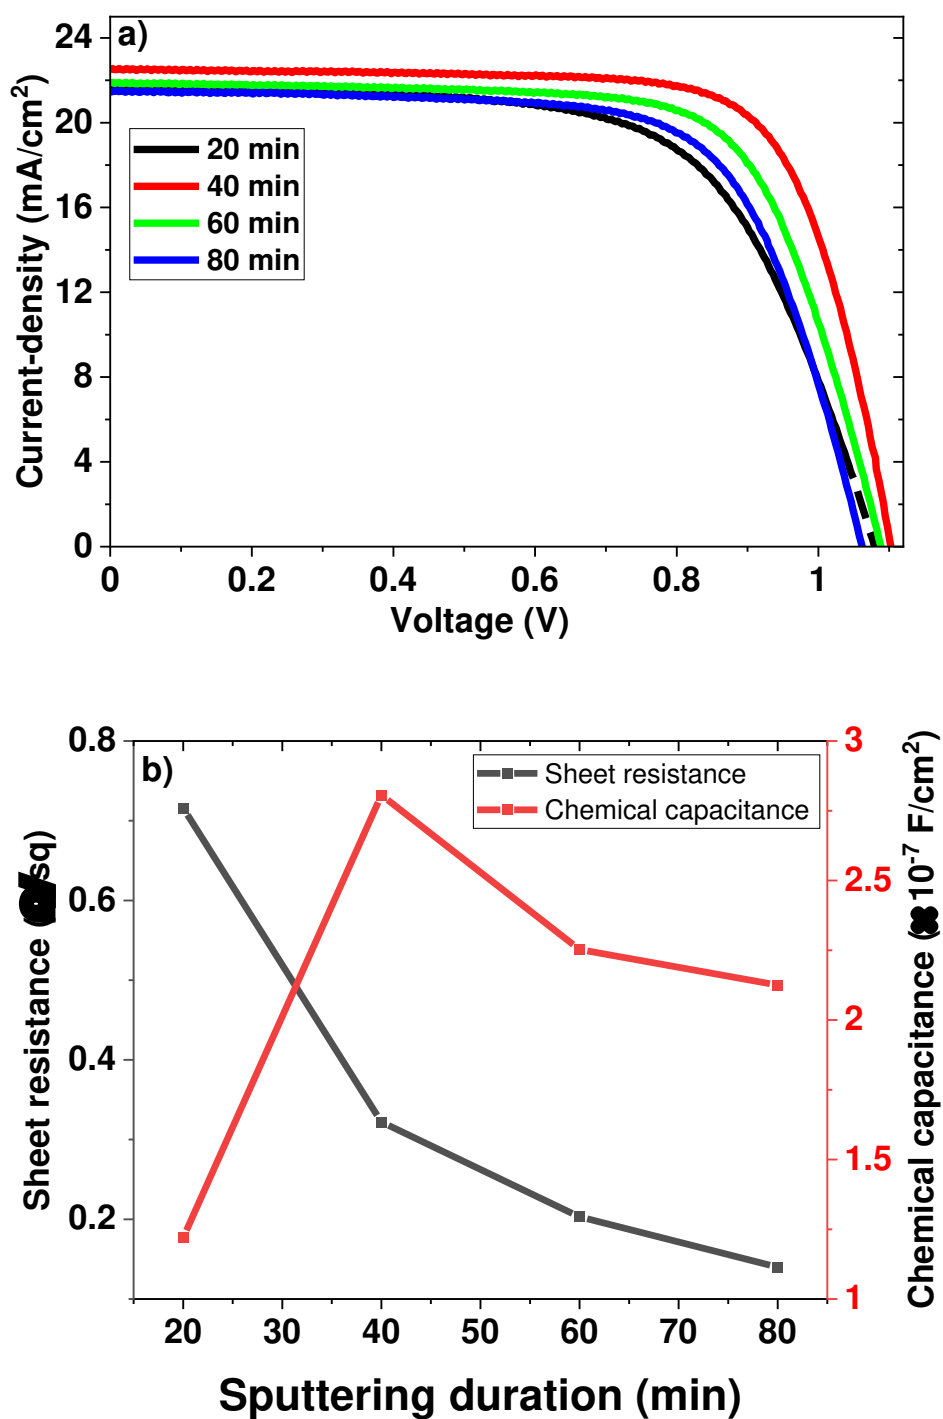 a)
24
20
16
12
8
4
0
Current-density (mA/cm²)
20 min
40 min
60 min
80 min
0 0.2 0.4 0.6 0.8 1
Voltage (V)
b)
0.8
0.6
0.4
0.2
Sheet resistance ( /sq)
Sheet resistance
Chemical capacitance
3
2.5
2
1.5
1
Chemical capacitance ( 10⁻⁷ F/cm²)
20 30 40 50 60 70 80
Sputtering duration (min)